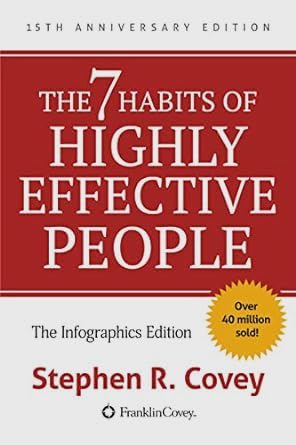 15TH ANNIVERSARY EDITION
THE 7 HABITS OF
HIGHLY
EFFECTIVE
PEOPLE
Over
40 million
sold!
The Infographics Edition
Stephen R. Covey
FranklinCovey™